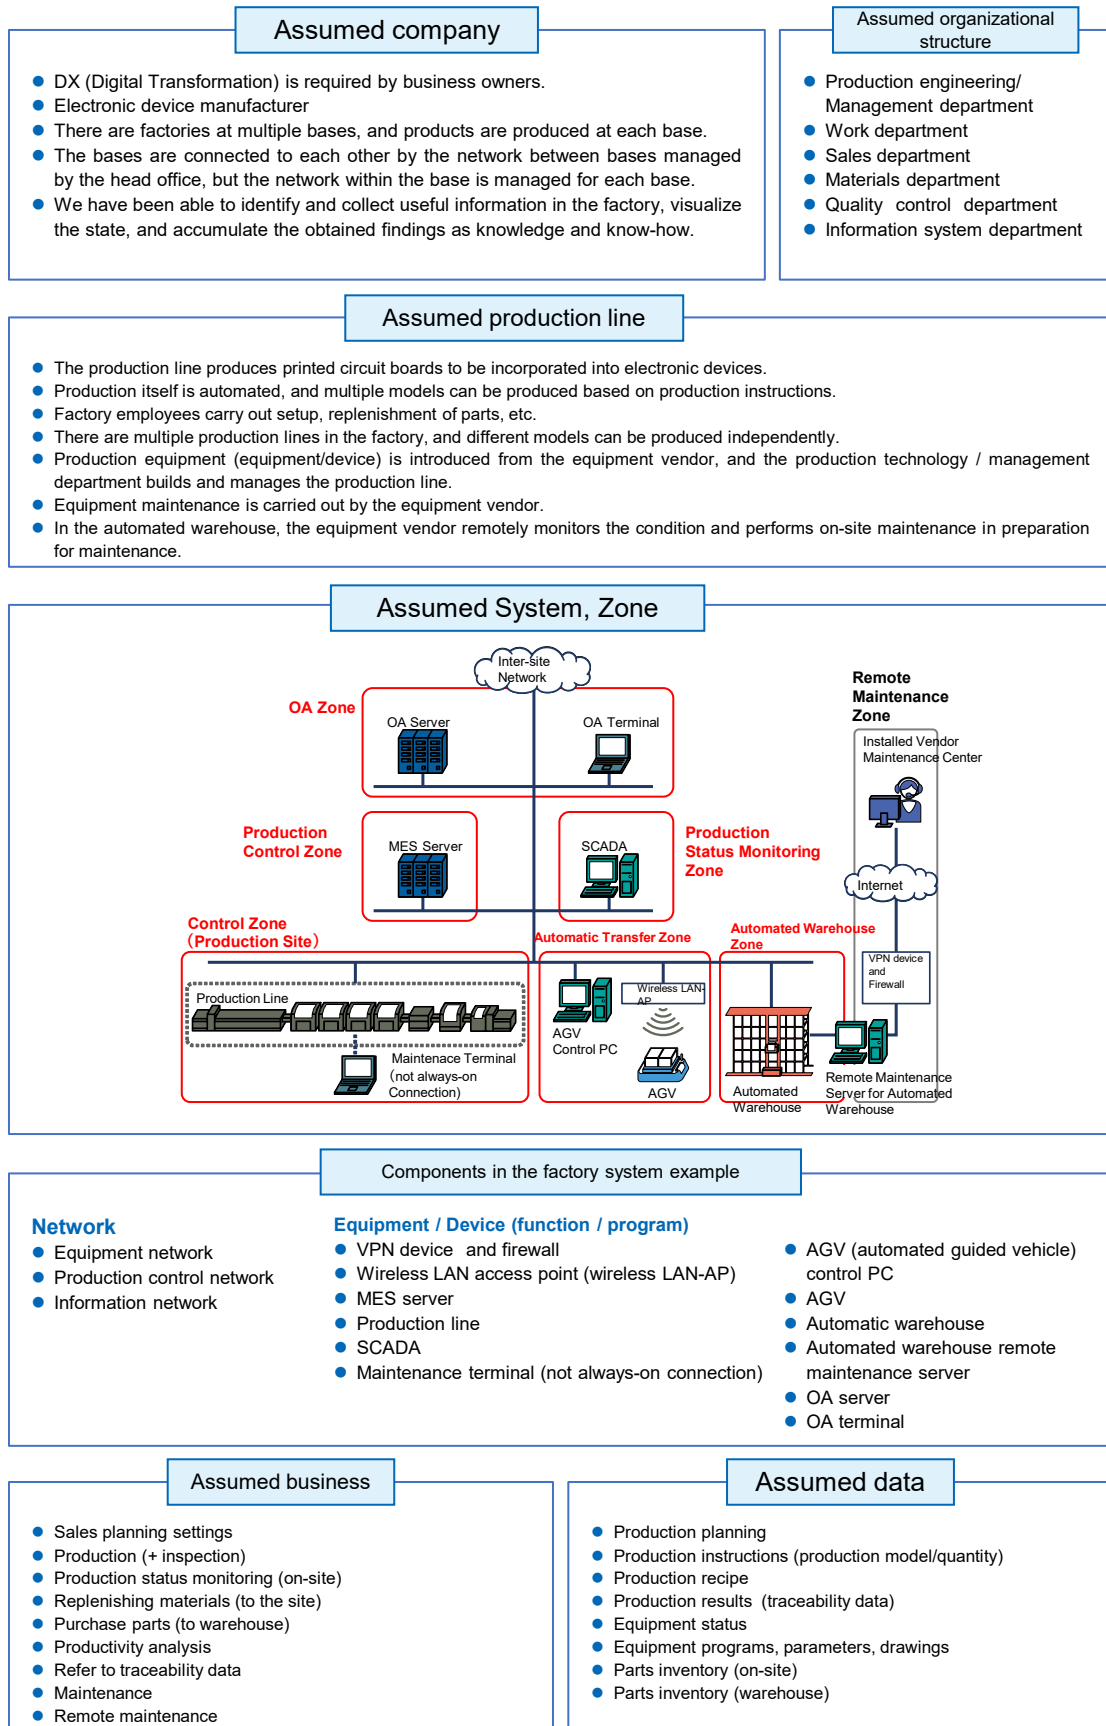 Assumed company
DX (Digital Transformation) is required by business owners.
Electronic device manufacturer
There are factories at multiple bases, and products are produced at each base.
The bases are connected to each other by the network between bases managed
by the head office, but the network within the base is managed for each base.
We have been able to identify and collect useful information in the factory, visualize
the state, and accumulate the obtained findings as knowledge and know-how.
Assumed organizational
structure
Production engineering/
Management department
Work department
Sales department
Materials department
Quality control department
Information system department
Assumed production line
The production line produces printed circuit boards to be incorporated into electronic devices.
Production itself is automated, and multiple models can be produced based on production instructions.
Factory employees carry out setup, replenishment of parts, etc.
There are multiple production lines in the factory, and different models can be produced independently.
Production equipment (equipment/device) is introduced from the equipment vendor, and the production technology / management
department builds and manages the production line.
Equipment maintenance is carried out by the equipment vendor.
In the automated warehouse, the equipment vendor remotely monitors the condition and performs on-site maintenance in preparation
for maintenance.
Assumed System, Zone
Inter-site
Network
OA Zone
OA Server
OA Terminal
Remote
Maintenance
Zone
Installed Vendor
Maintenance Center
Production
Control Zone
MES Server
SCADA
Production
Status Monitoring
Zone
Internet
Control Zone
（Production Site）
Automatic Transfer Zone
Automated Warehouse
Zone
VPN device
and
Firewall
Production Line
Wireless LAN-
AP
AGV
Control PC
Maintenace Terminal
（not always-on
Connection）
AGV
Automated
Warehouse
Remote Maintenance
Server for Automated
Warehouse
Components in the factory system example
Network
Equipment network
Production control network
Information network
Equipment / Device (function / program)
VPN device and firewall
Wireless LAN access point (wireless LAN-AP)
MES server
Production line
SCADA
Maintenance terminal (not always-on connection)
AGV (automated guided vehicle)
control PC
AGV
Automatic warehouse
Automated warehouse remote
maintenance server
OA server
OA terminal
Assumed business
Sales planning settings
Production (+ inspection)
Production status monitoring (on-site)
Replenishing materials (to the site)
Purchase parts (to warehouse)
Productivity analysis
Refer to traceability data
Maintenance
Remote maintenance
Assumed data
Production planning
Production instructions (production model/quantity)
Production recipe
Production results (traceability data)
Equipment status
Equipment programs, parameters, drawings
Parts inventory (on-site)
Parts inventory (warehouse)